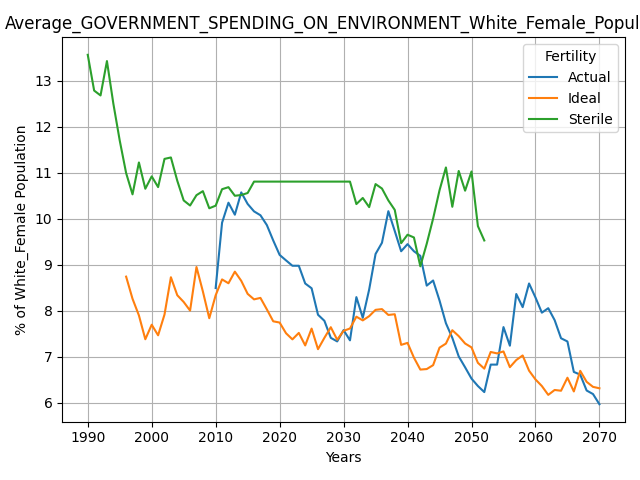 Average_GOVERNMENT_SPENDING_ON_ENVIRONMENT_White_Female_Popul
Fertility
Actual
Ideal
Sterile
% of White_Female Population
13
12
11
10
9
8
7
6
1990 2000 2010 2020 2030 2040 2050 2060 2070
Years